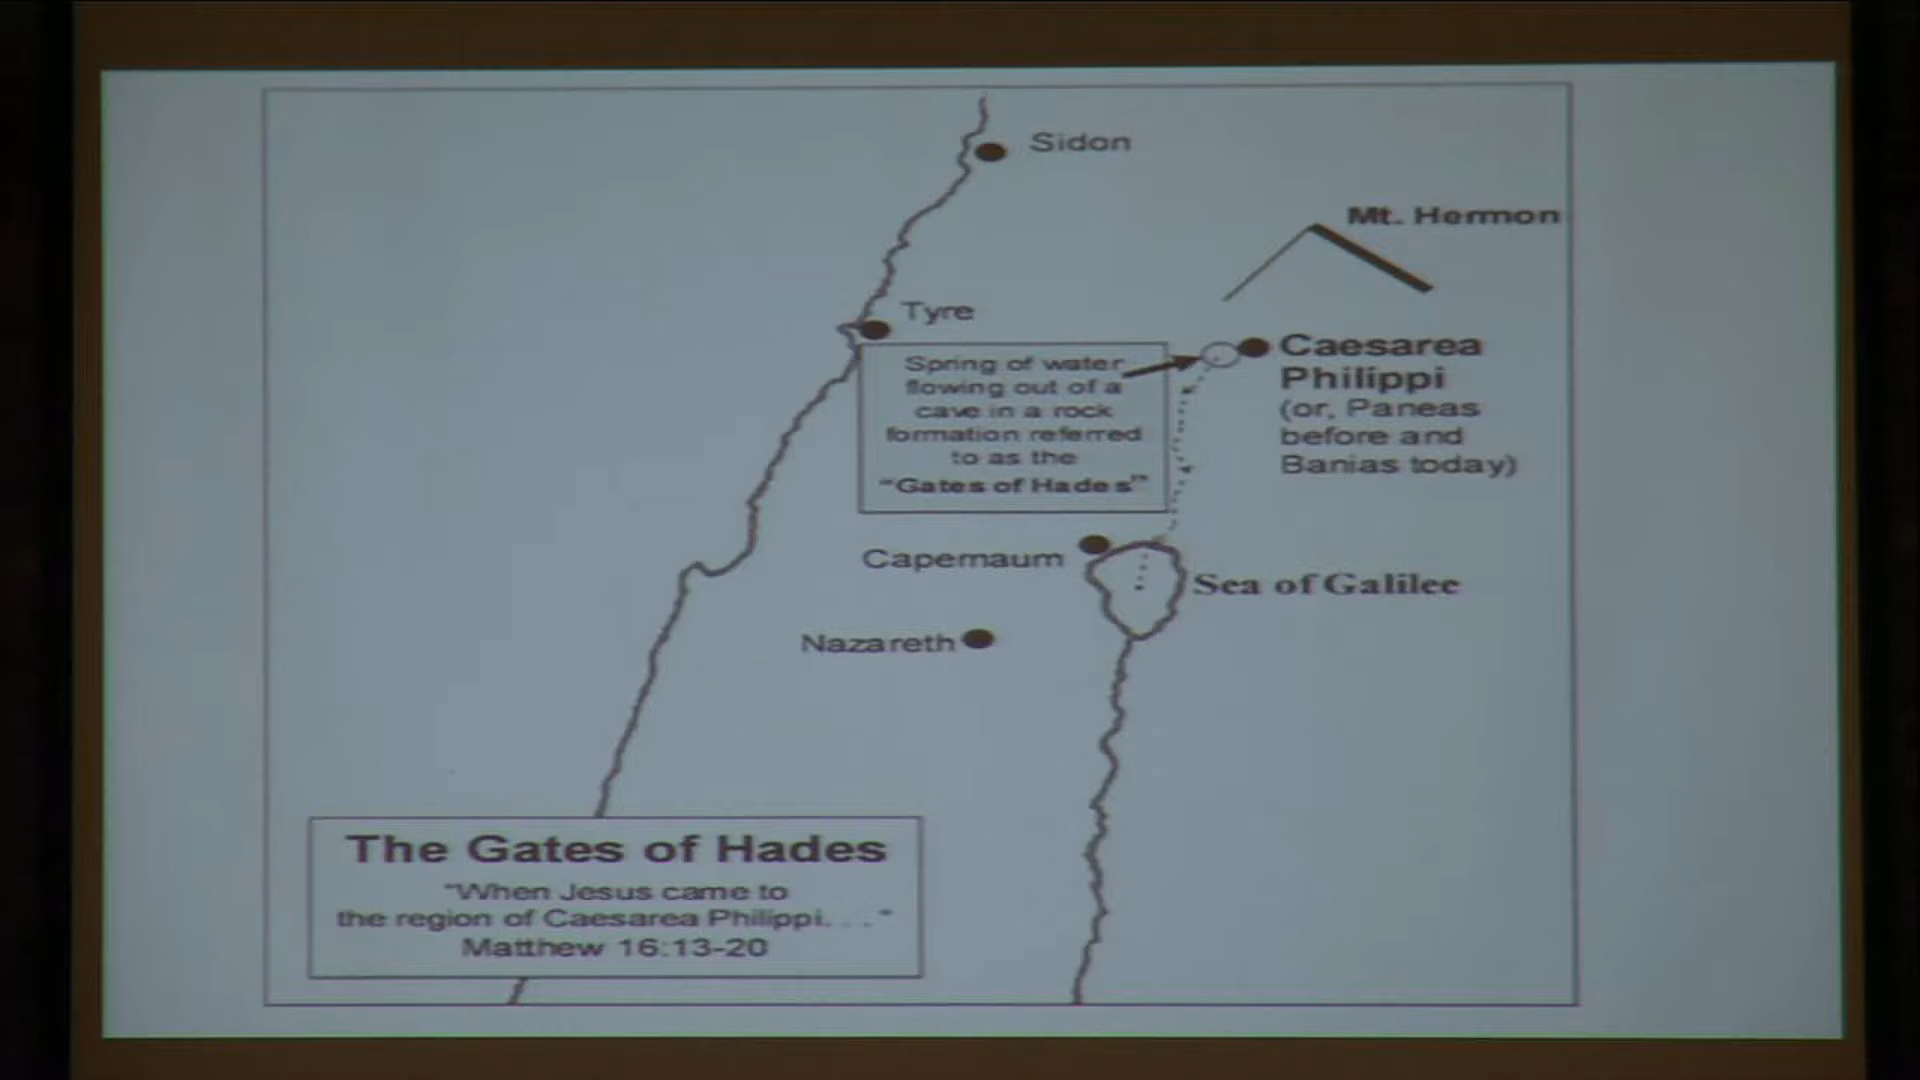 Sidon
Mt. Hermon
Tyre
Spring of water
flowing out of a
cave in a rock
formation referred
to as the
"Gates of Hades"
Caesarea
Philippi
(or, Paneas
before and
Banias today)
Capernaum
Sea of Galilee
Nazareth
The Gates of Hades
"When Jesus came to
the region of Caesarea Philippi. . . "
Matthew 16:13-20